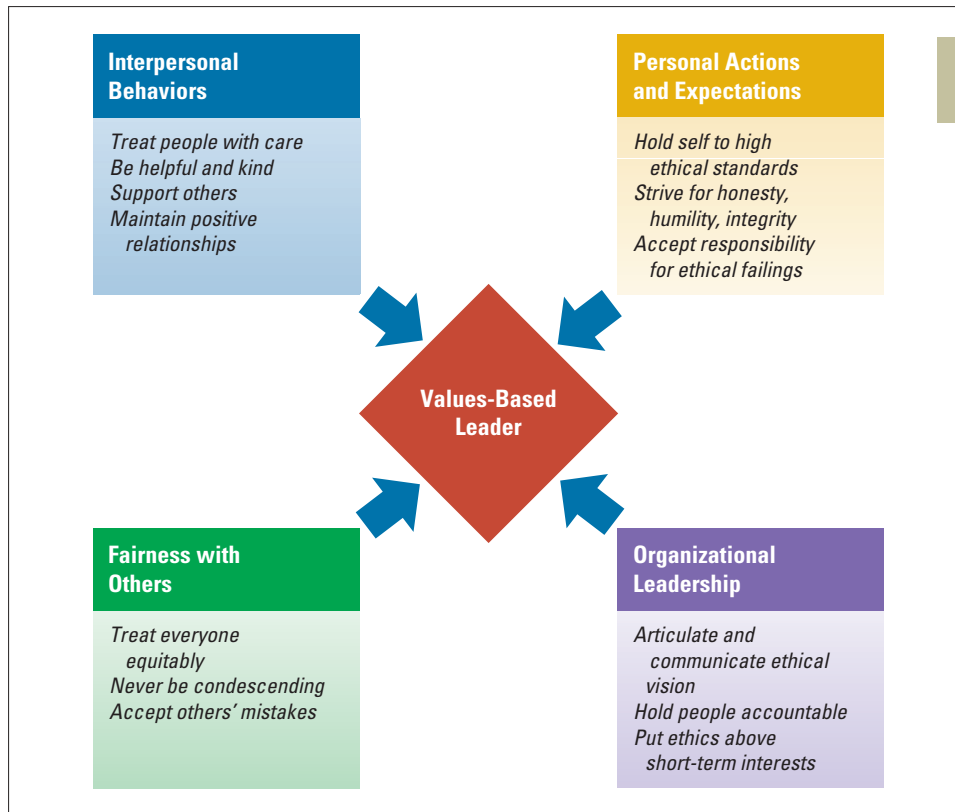 Interpersonal
Behaviors
Treat people with care
Be helpful and kind
Support others
Maintain positive
relationships
Personal Actions
and Expectations
Hold self to high
ethical standards
Strive for honesty,
humility, integrity
Accept responsibility
for ethical failings
Values-Based
Leader
Fairness with
Others
Treat everyone
equitably
Never be condescending
Accept others’ mistakes
Organizational
Leadership
Articulate and
communicate ethical
vision
Hold people accountable
Put ethics above
short-term interests